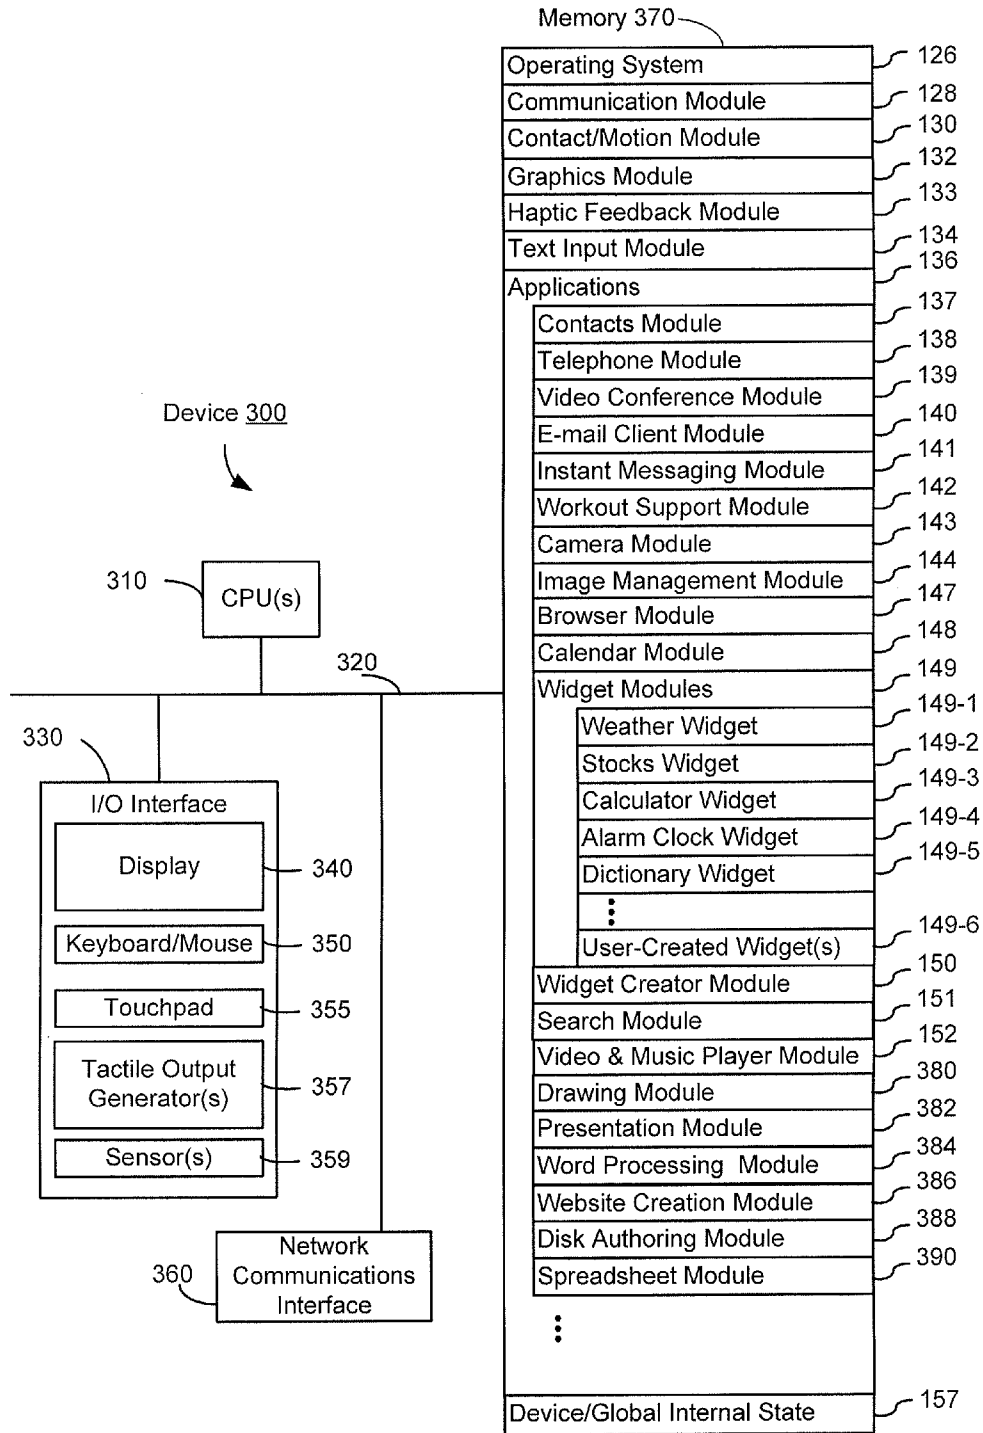 Memory 370
Operating System 126
Communication Module 128
Contact/Motion Module 130
Graphics Module 132
Haptic Feedback Module 133
Text Input Module 134
Applications 136
Contacts Module 137
Telephone Module 138
Video Conference Module 139
E-mail Client Module 140
Instant Messaging Module 141
Workout Support Module 142
Camera Module 143
Image Management Module 144
Browser Module 147
Calendar Module 148
Widget Modules 149
Weather Widget 149-1
Stocks Widget 149-2
Calculator Widget 149-3
Alarm Clock Widget 149-4
Dictionary Widget 149-5
User-Created Widget(s) 149-6
Widget Creator Module 150
Search Module 151
Video & Music Player Module 152
Drawing Module 380
Presentation Module 382
Word Processing Module 384
Website Creation Module 386
Disk Authoring Module 388
Spreadsheet Module 390
Device/Global Internal State 157
Device 300
310
CPU(s)
320
330
I/O Interface
Display 340
Keyboard/Mouse 350
Touchpad 355
Tactile Output
Generator(s) 357
Sensor(s) 359
360
Network
Communications
Interface